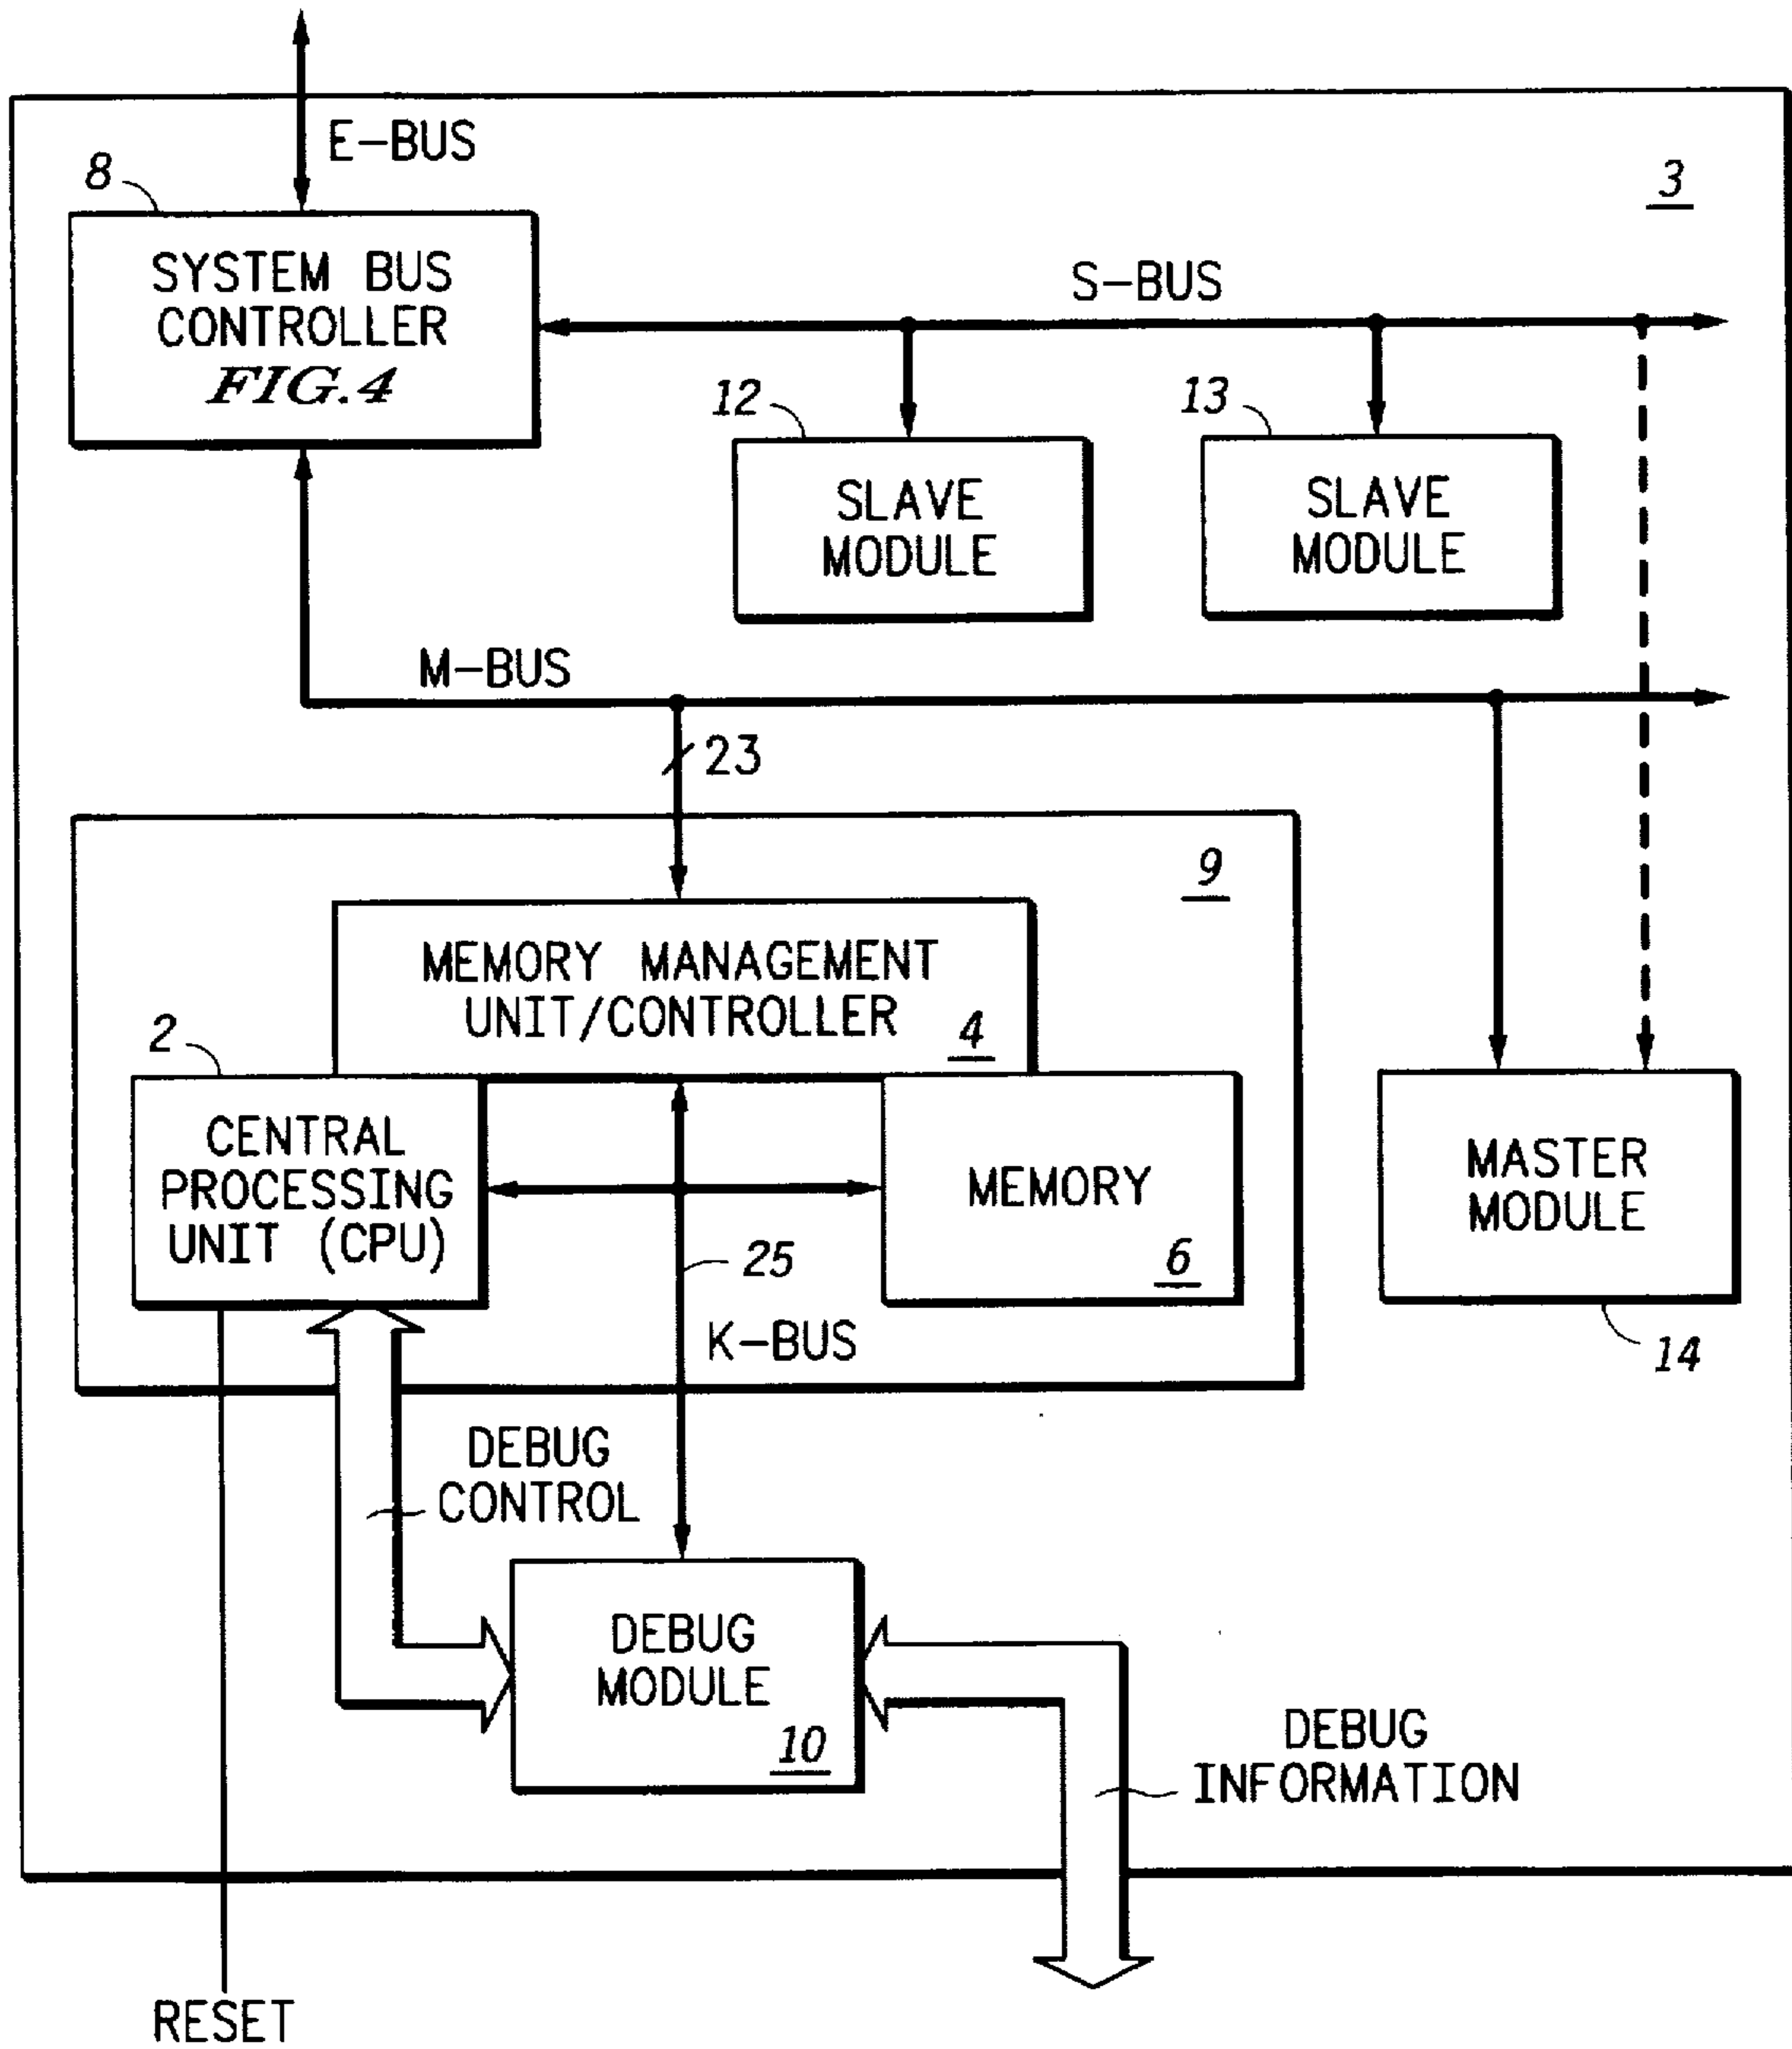 E-BUS
8
3
SYSTEM BUS
CONTROLLER
FIG.4
S-BUS
12
13
SLAVE
MODULE
SLAVE
MODULE
M-BUS
23
9
MEMORY MANAGEMENT
UNIT/CONTROLLER
4
2
CENTRAL
PROCESSING
UNIT (CPU)
MEMORY
6
MASTER
MODULE
25
K-BUS
14
DEBUG
CONTROL
DEBUG
MODULE
10
DEBUG
INFORMATION
RESET